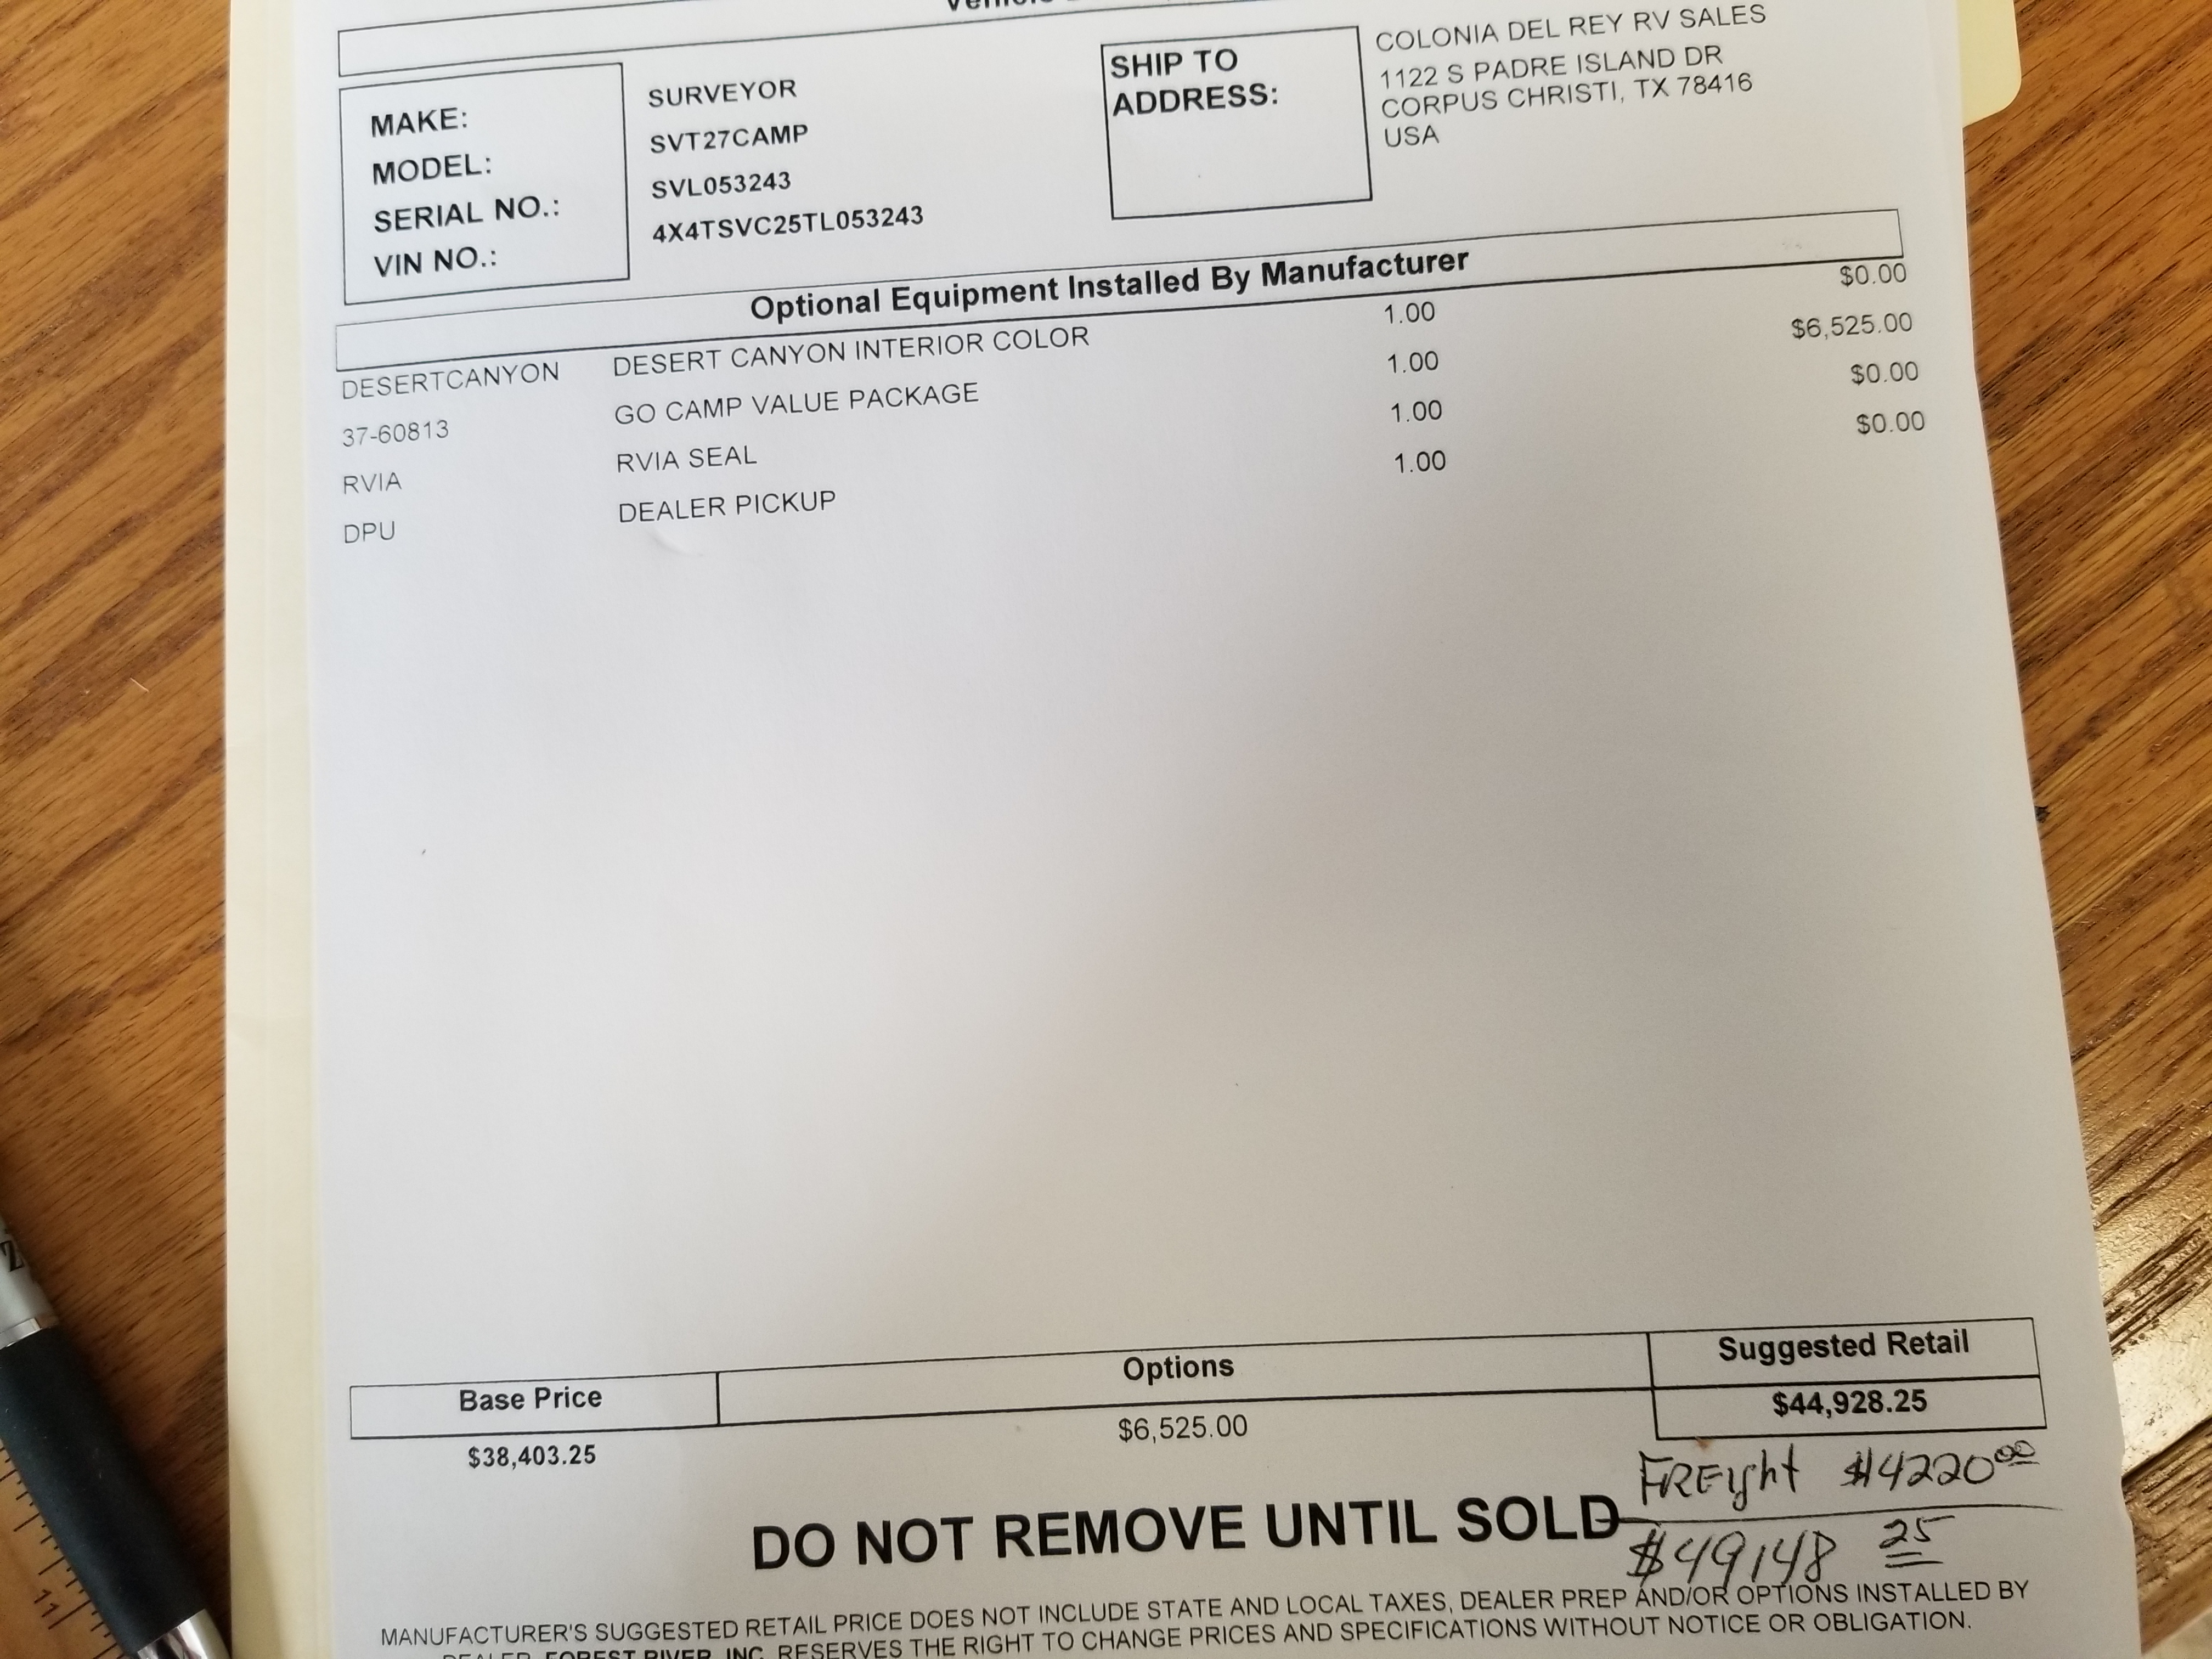 MAKE: SURVEYOR
MODEL: SVT27CAMP
SERIAL NO.: SVL053243
VIN NO.: 4X4TSVC25TL053243
SHIP TO
ADDRESS:
COLONIA DEL REY RV SALES
1122 S PADRE ISLAND DR
CORPUS CHRISTI, TX 78416
USA
Optional Equipment Installed By Manufacturer
DESERTCANYON DESERT CANYON INTERIOR COLOR 1.00 $0.00
37-60813 GO CAMP VALUE PACKAGE 1.00 $6,525.00
RVIA RVIA SEAL 1.00 $0.00
DPU DEALER PICKUP 1.00 $0.00
Base Price Options Suggested Retail
$38,403.25 $6,525.00 $44,928.25
FREIght $4220.00
DO NOT REMOVE UNTIL SOLD
$49148 25
MANUFACTURER'S SUGGESTED RETAIL PRICE DOES NOT INCLUDE STATE AND LOCAL TAXES, DEALER PREP AND/OR OPTIONS INSTALLED BY
DEALER. FOREST RIVER, INC. RESERVES THE RIGHT TO CHANGE PRICES AND SPECIFICATIONS WITHOUT NOTICE OR OBLIGATION.
11